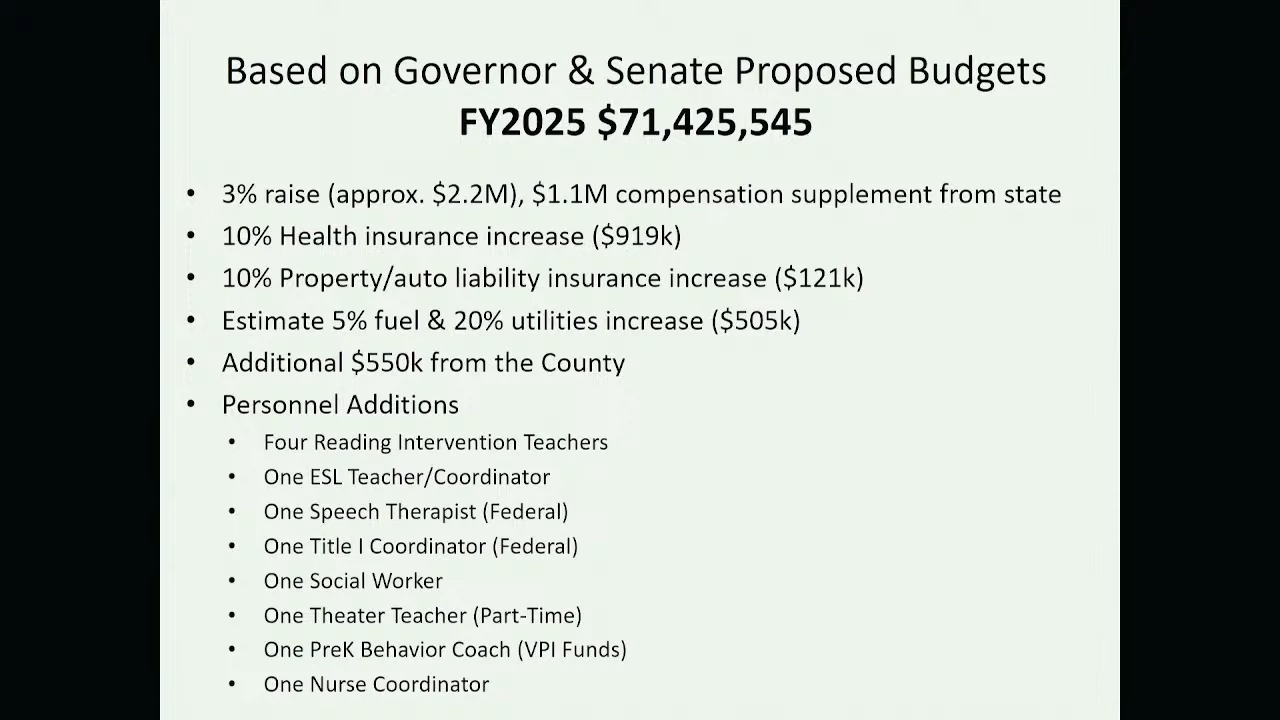 Based on Governor & Senate Proposed Budgets
FY2025 $71,425,545
• 3% raise (approx. $2.2M), $1.1M compensation supplement from state
• 10% Health insurance increase ($919k)
• 10% Property/auto liability insurance increase ($121k)
• Estimate 5% fuel & 20% utilities increase ($505k)
• Additional $550k from the County
• Personnel Additions
• Four Reading Intervention Teachers
• One ESL Teacher/Coordinator
• One Speech Therapist (Federal)
• One Title I Coordinator (Federal)
• One Social Worker
• One Theater Teacher (Part-Time)
• One PreK Behavior Coach (VPI Funds)
• One Nurse Coordinator